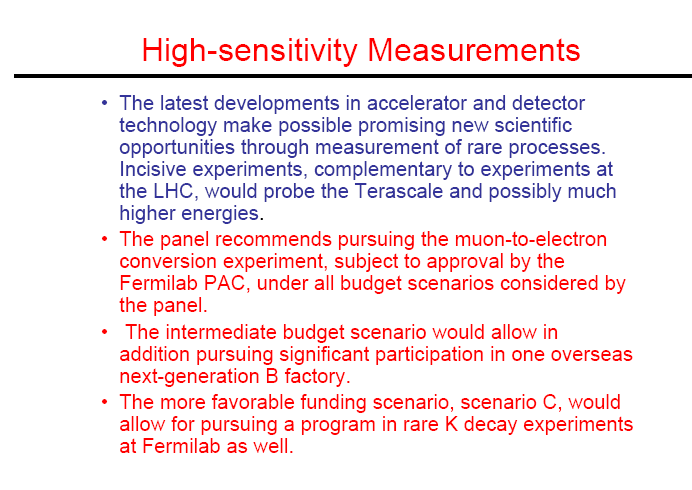 High-sensitivity Measurements
• The latest developments in accelerator and detector
technology make possible promising new scientific
opportunities through measurement of rare processes.
Incisive experiments, complementary to experiments at
the LHC, would probe the Terascale and possibly much
higher energies.
• The panel recommends pursuing the muon-to-electron
conversion experiment, subject to approval by the
Fermilab PAC, under all budget scenarios considered by
the panel.
• The intermediate budget scenario would allow in
addition pursuing significant participation in one overseas
next-generation B factory.
• The more favorable funding scenario, scenario C, would
allow for pursuing a program in rare K decay experiments
at Fermilab as well.